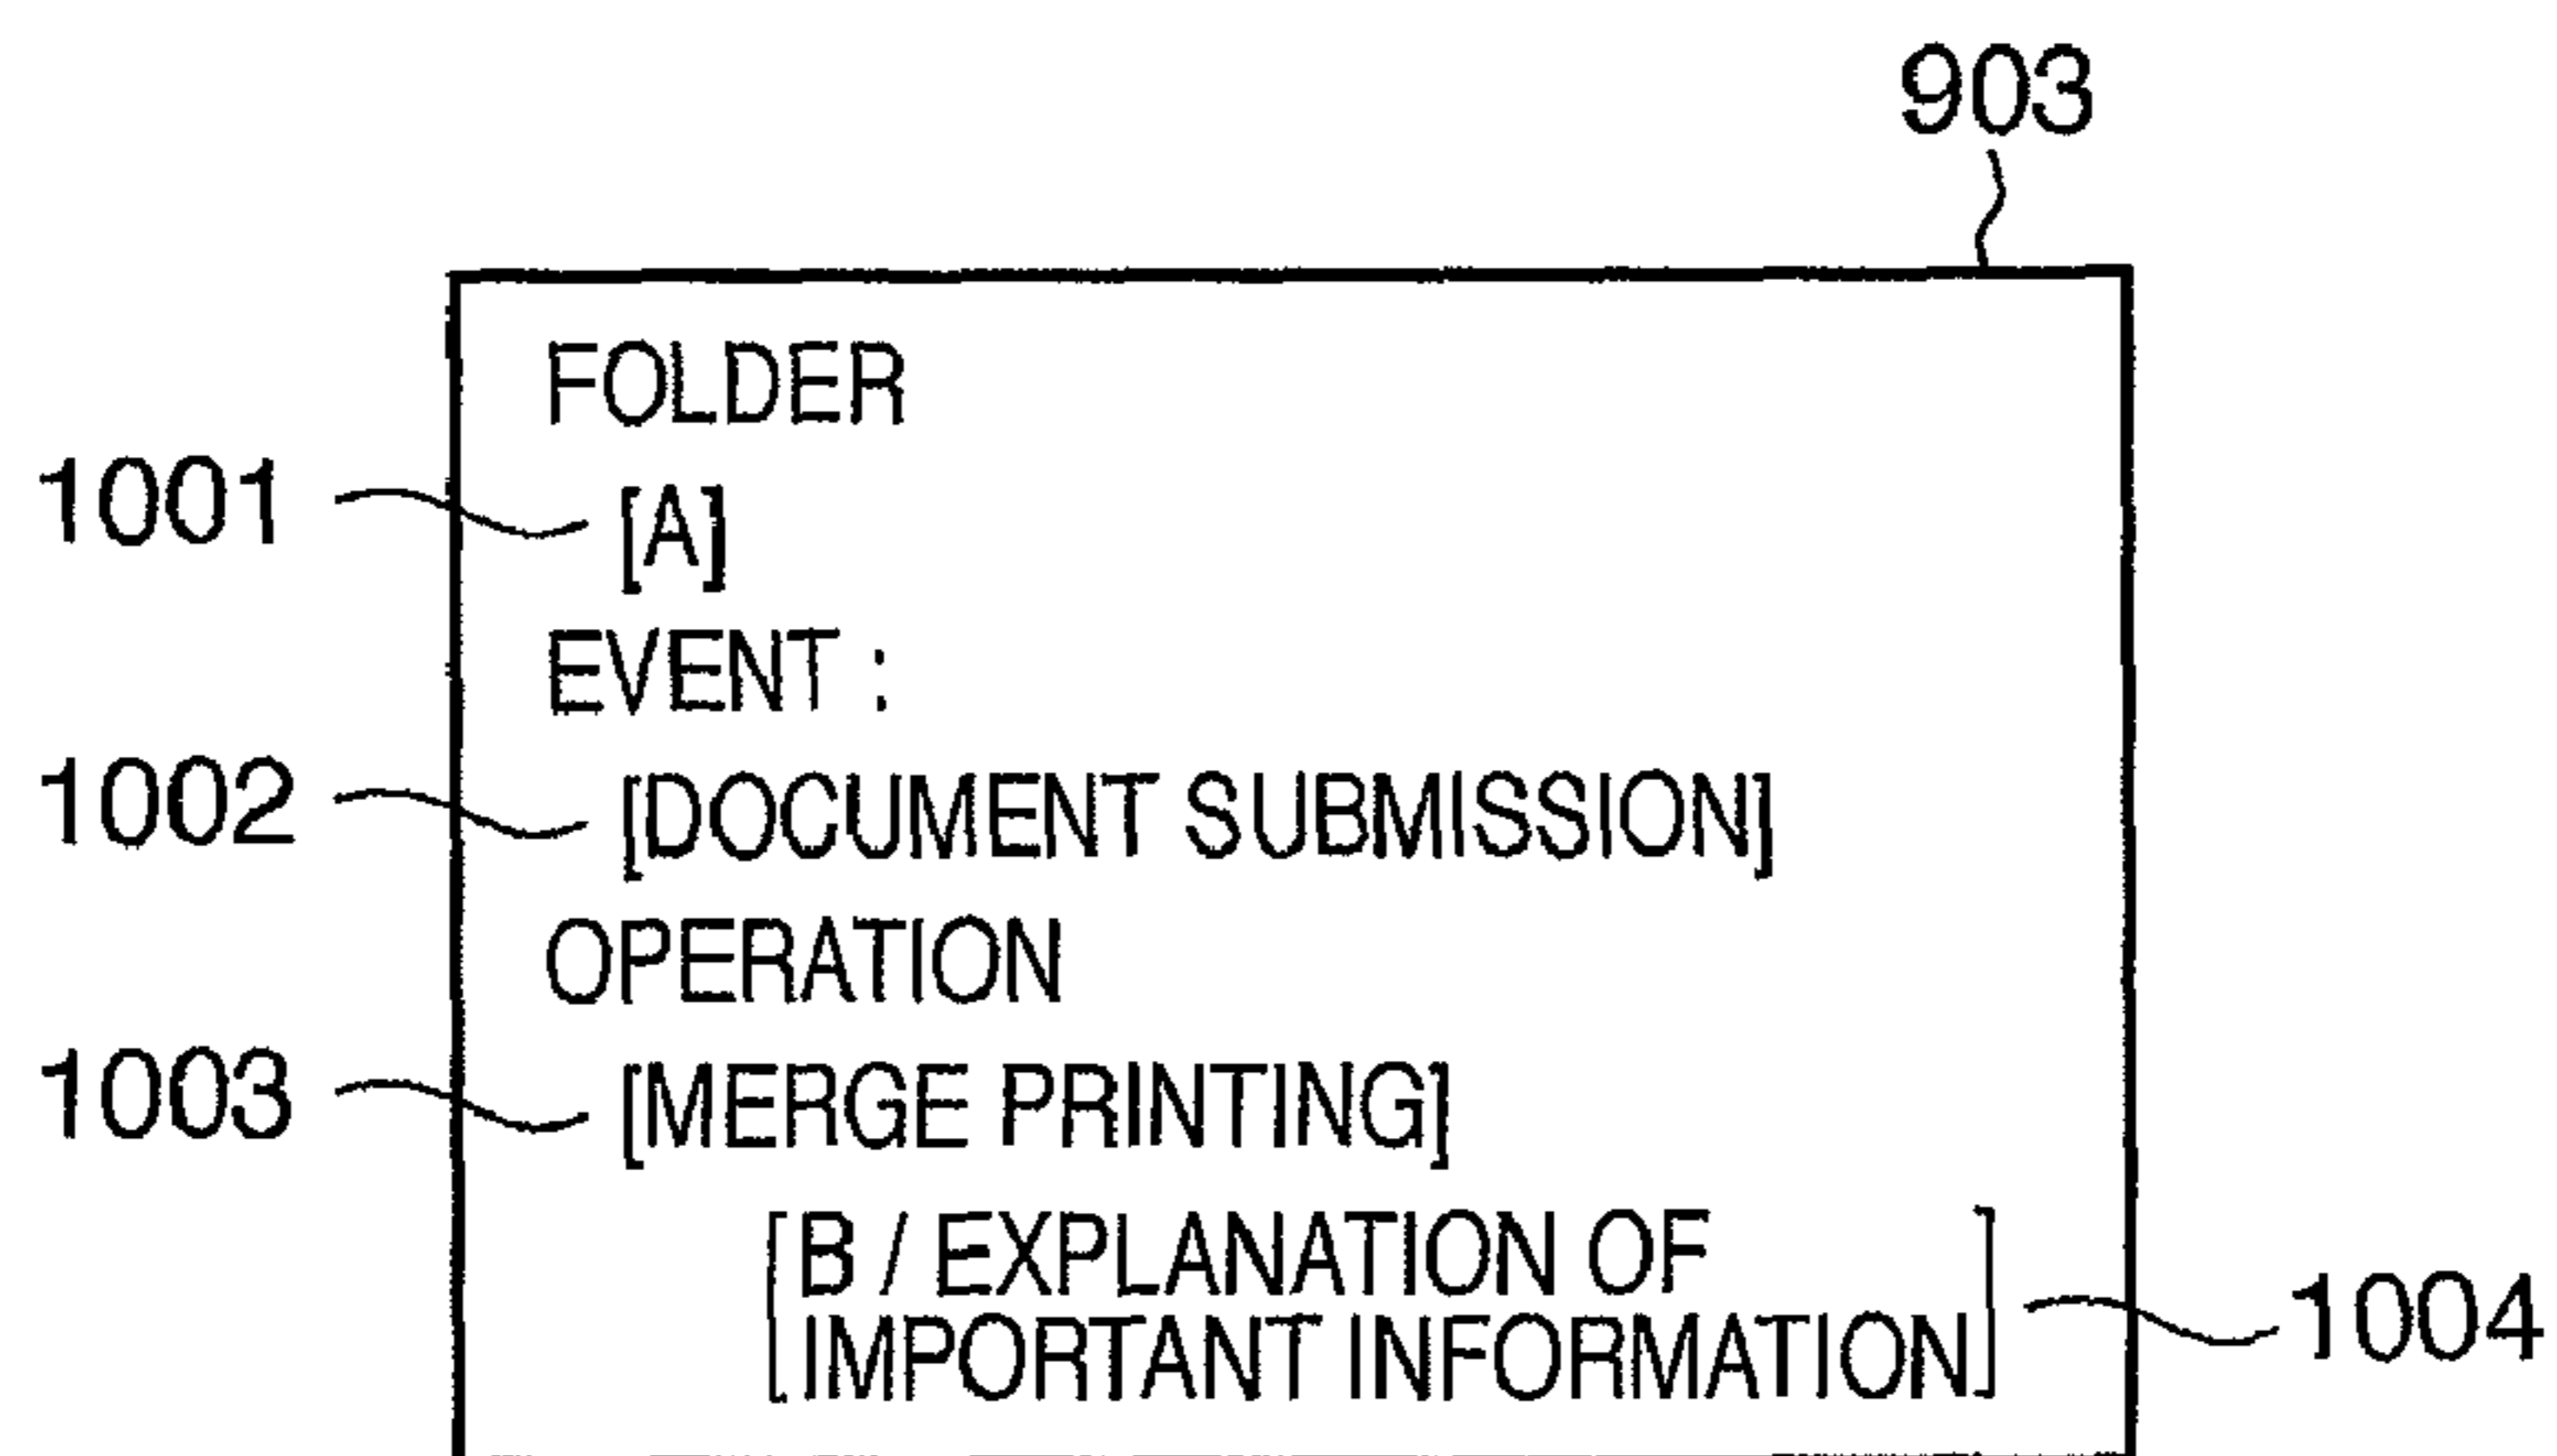 903
FOLDER
1001 [A]
EVENT :
1002 [DOCUMENT SUBMISSION]
OPERATION
1003 [MERGE PRINTING]
[B / EXPLANATION OF
IMPORTANT INFORMATION] 1004